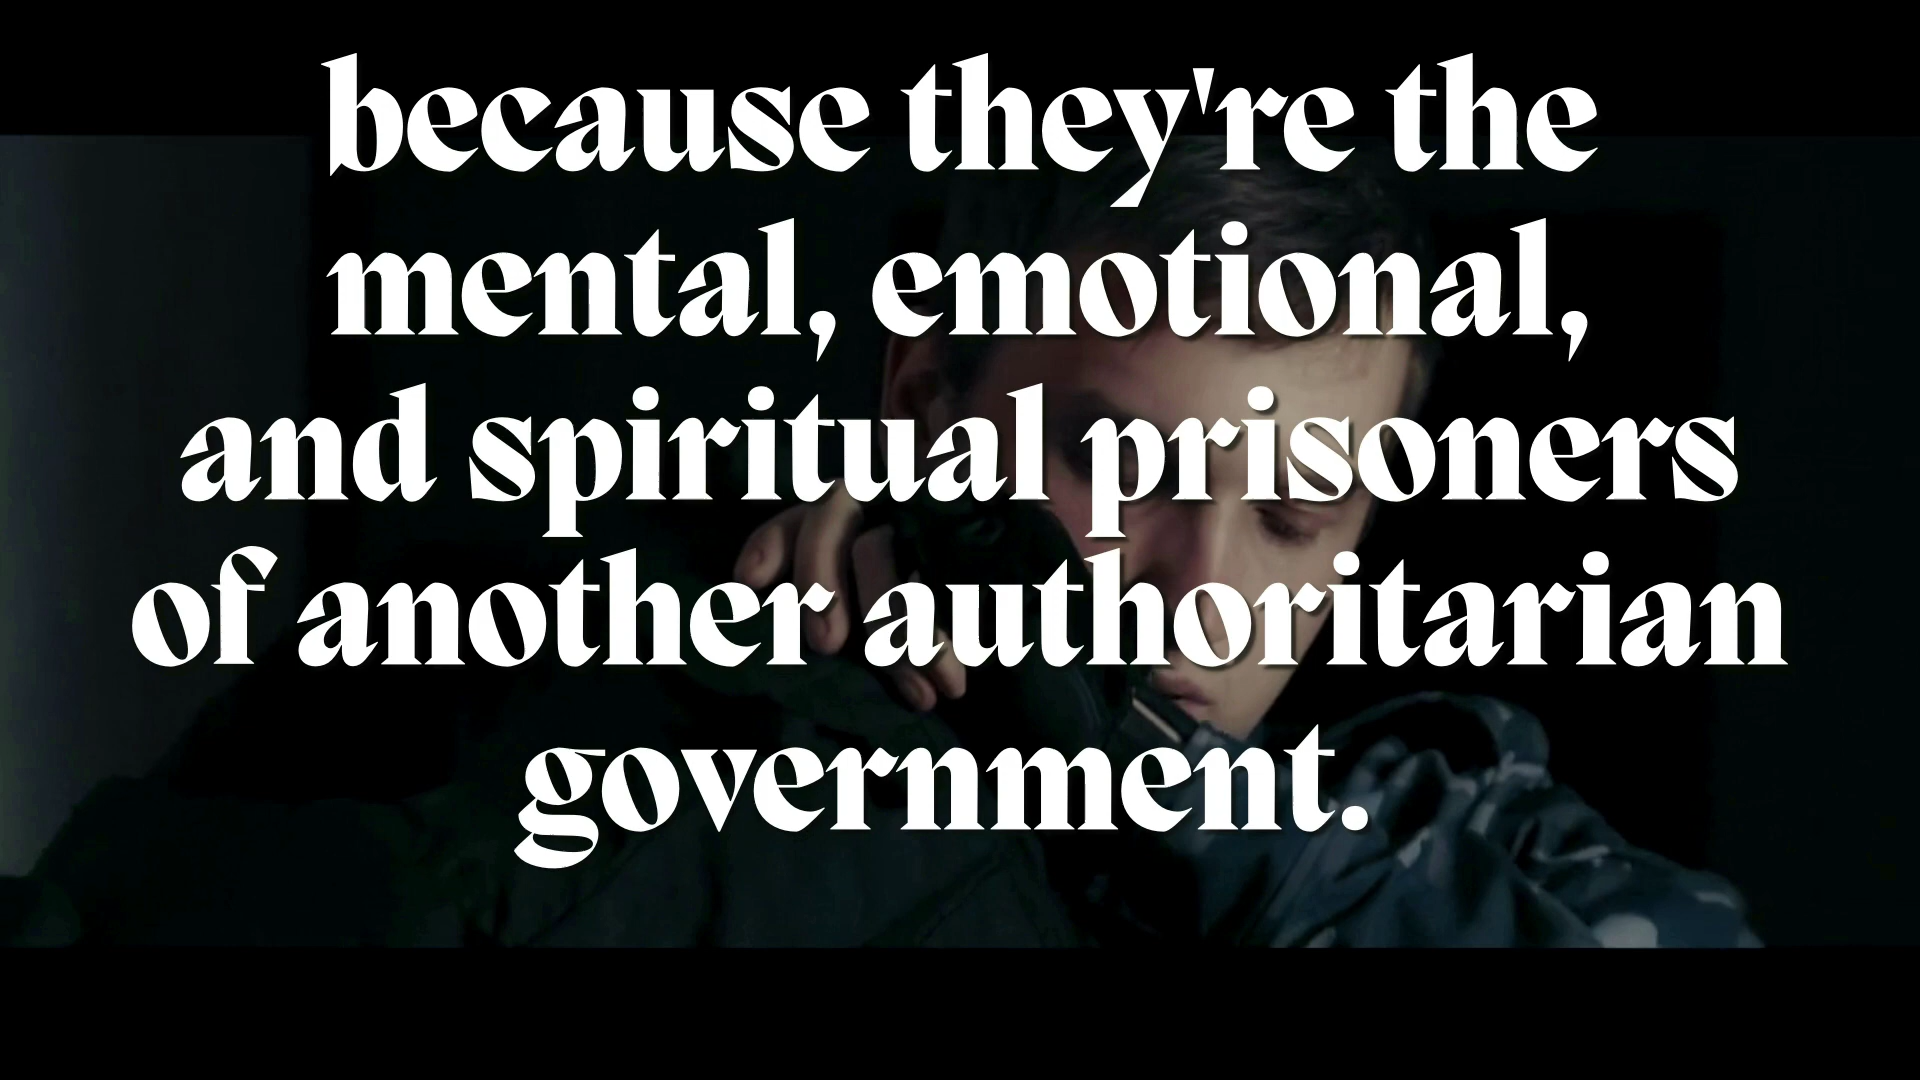 because they're the
mental, emotional,
and spiritual prisoners
of another authoritarian
government.